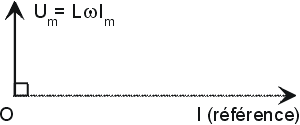 Um= LωIm
O
I (référence)